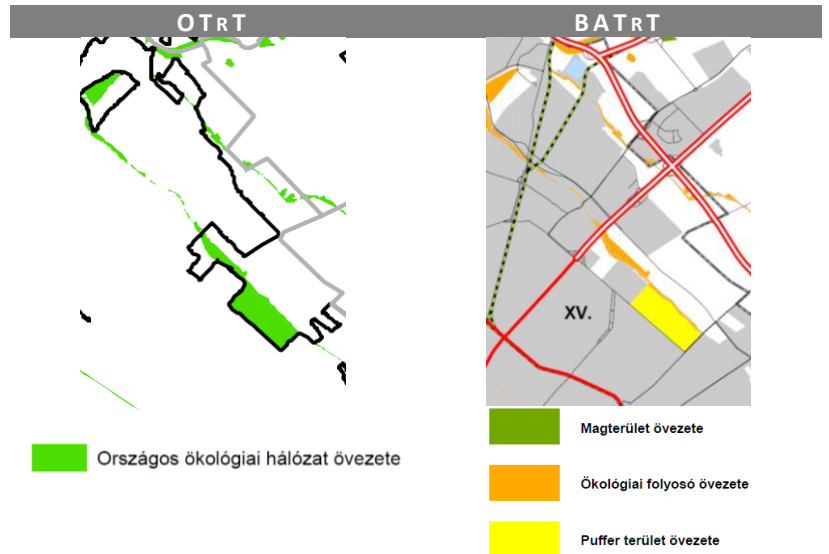 OTRT
BATRT
XV.
Országos ökológiai hálózat övezete
Magterület övezete
Ökológiai folyosó övezete
Puffer terület övezete